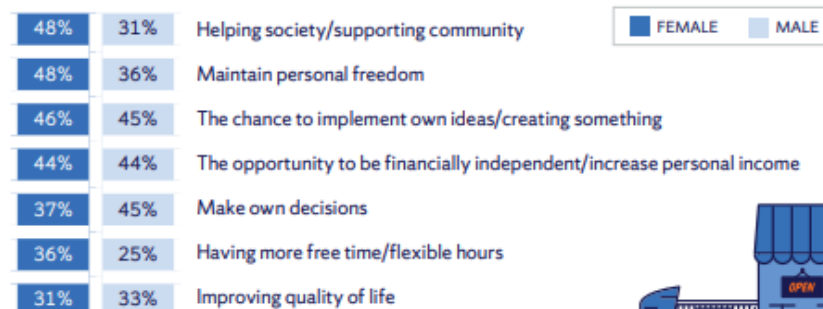 48% 31% Helping society/supporting community
FEMALE MALE
48% 36% Maintain personal freedom
46% 45% The chance to implement own ideas/creating something
44% 44% The opportunity to be financially independent/increase personal income
37% 45% Make own decisions
36% 25% Having more free time/flexible hours
OPEN
31% 33% Improving quality of life